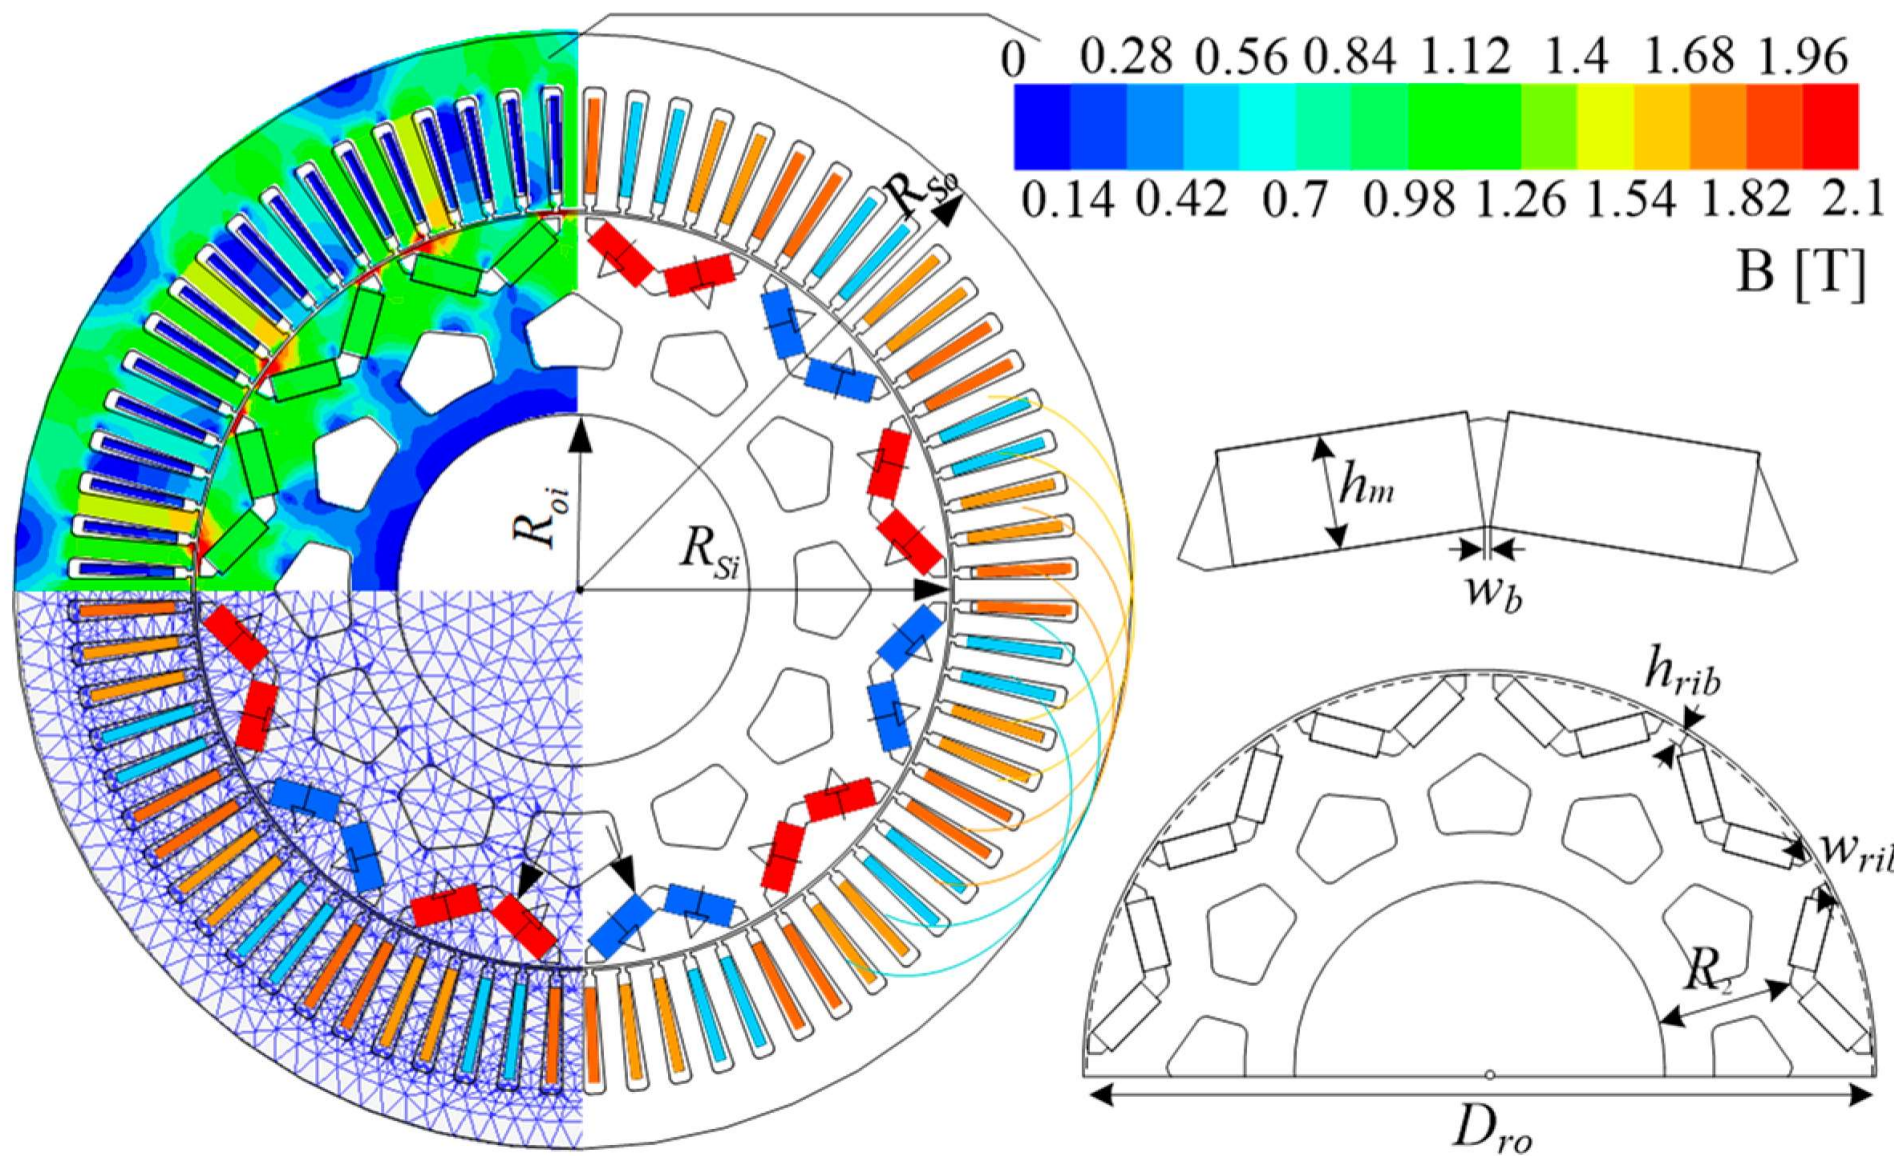 0 0.28 0.56 0.84 1.12 1.4 1.68 1.96
0.14 0.42 0.7 0.98 1.26 1.54 1.82 2.1
B [T]
R_So
R_oi
R_Si
h_m
w_b
h_rib
w_rib
R_2
D_ro